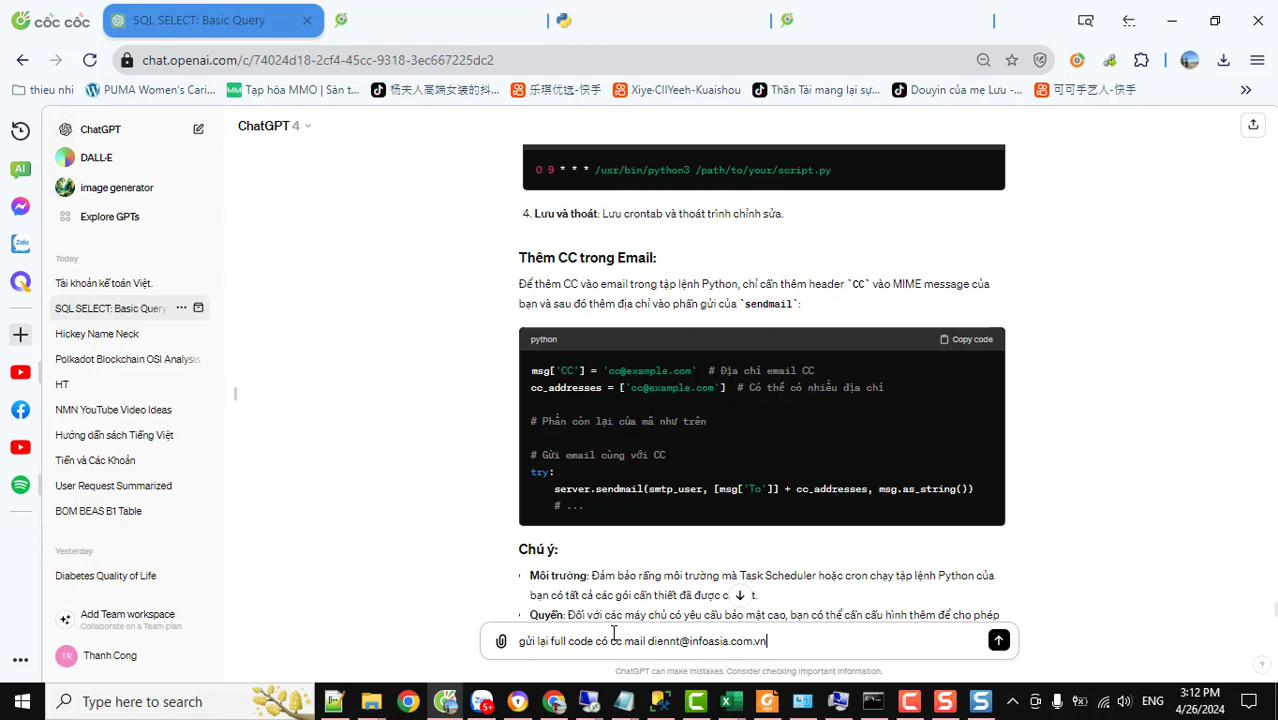 cốc cốc
SQL SELECT: Basic Query
chat.openai.com/c/74024d18-2cf4-45cc-9318-3ec667225dc2
thieu nhi
PUMA Women's Cari...
Tạp hóa MMO | Sàn...
杨夫人高端女装的抖...
乐琪优选-快手
Xiye·ClIYeeh-Kuaishou
Thần Tài mang lại sự...
Douyin của mẹ Lưu -...
可可手艺人-快手
ChatGPT
DALL·E
image generator
Explore GPTs
Today
Tài khoản kế toán Việt.
SQL SELECT: Basic Query
Hickey Name Neck
Polkadot Blockchain OSI Analysis
HT
NMN YouTube Video Ideas
Hướng dẫn sách Tiếng Việt
Tiến và Các Khoản
User Request Summarized
BOM BEAS B1 Table
Yesterday
Diabetes Quality of Life
Add Team workspace
Collaborate on a Team plan
Thanh Cong
ChatGPT 4
0 9 * * * /usr/bin/python3 /path/to/your/script.py
4. Lưu và thoát: Lưu crontab và thoát trình chỉnh sửa.
Thêm CC trong Email:
Để thêm CC vào email trong tập lệnh Python, chỉ cần thêm header `CC` vào MIME message của
bạn và sau đó thêm địa chỉ vào phần gửi của `sendmail`:
python
Copy code
msg['CC'] = 'cc@example.com' # Địa chỉ email CC
cc_addresses = ['cc@example.com'] # Có thể có nhiều địa chỉ
# Phần còn lại của mã như trên
# Gửi email cùng với CC
try:
server.sendmail(smtp_user, [msg['To']] + cc_addresses, msg.as_string())
# ...
Chú ý:
Môi trường: Đảm bảo rằng môi trường mà Task Scheduler hoặc cron chạy tập lệnh Python của
bạn có tất cả các gói cần thiết đã được c t.
Quyền: Đối với các máy chủ có yêu cầu bảo mật cao, bạn có thể cần cấu hình thêm để cho phép
gửi lại full code có cc mail diennt@infoasia.com.vn
ChatGPT can make mistakes. Consider checking important information.
Type here to search
5+
ENG
3:12 PM
4/26/2024